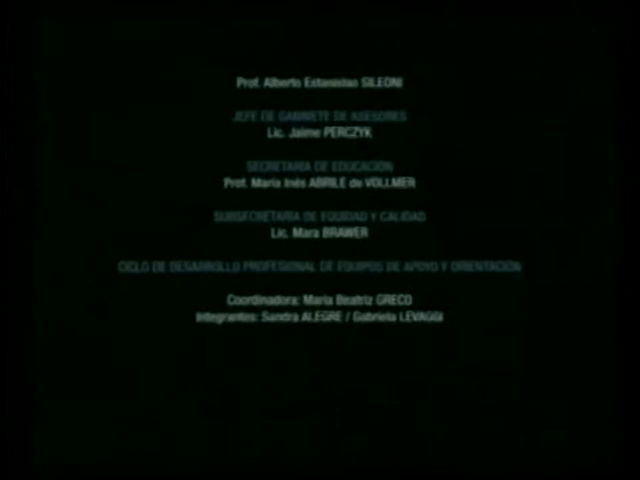 Prof. Alberto Estanislao SILEONI
JEFE DE GABINETE DE ASESORES
Lic. Jaime PERCZYK
SECRETARIA DE EDUCACIÓN
Prof. María Inés ABRILE de VOLLMER
SUBSECRETARIA DE EQUIDAD Y CALIDAD
Lic. Mara BRAWER
CICLO DE DESARROLLO PROFESIONAL DE EQUIPOS DE APOYO Y ORIENTACIÓN
Coordinadora: María Beatriz GRECO
Integrantes: Sandra ALEGRE / Gabriela LEVAGGI